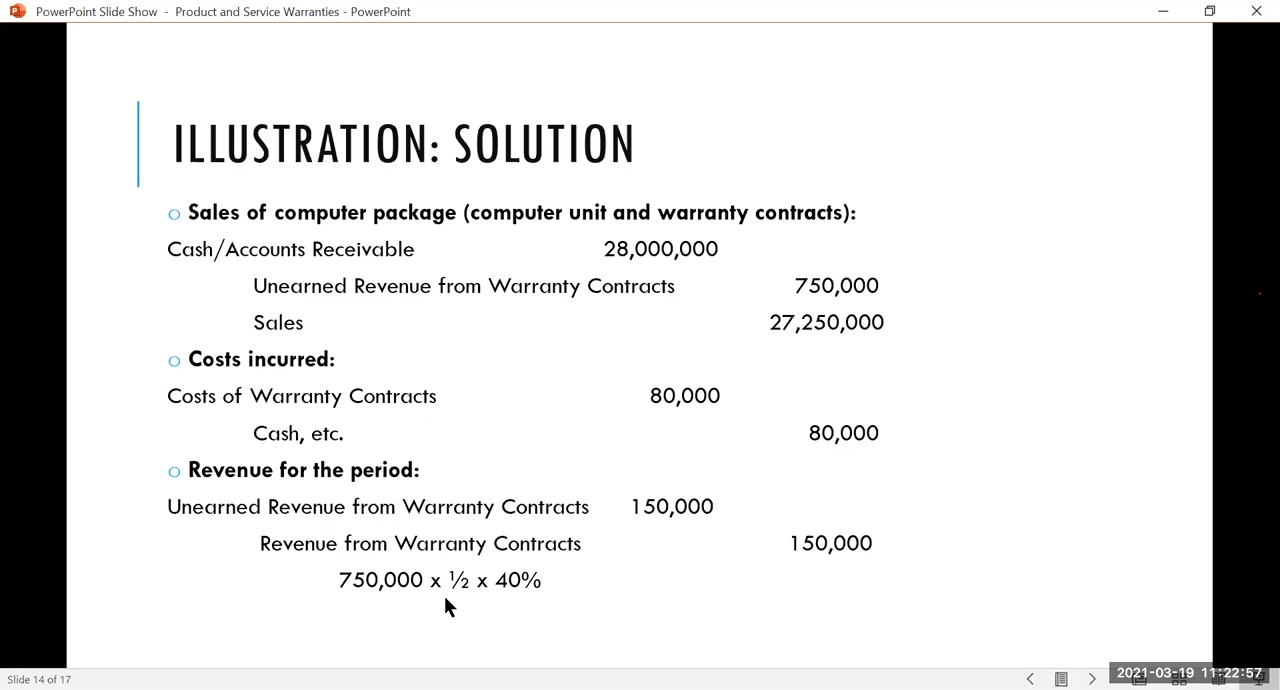 PowerPoint Slide Show - Product and Service Warranties - PowerPoint
ILLUSTRATION: SOLUTION
Sales of computer package (computer unit and warranty contracts):
Cash/Accounts Receivable 28,000,000
Unearned Revenue from Warranty Contracts 750,000
Sales 27,250,000
Costs incurred:
Costs of Warranty Contracts 80,000
Cash, etc. 80,000
Revenue for the period:
Unearned Revenue from Warranty Contracts 150,000
Revenue from Warranty Contracts 150,000
750,000 x ½ x 40%
Slide 14 of 17 2021-03-19 11:22:57